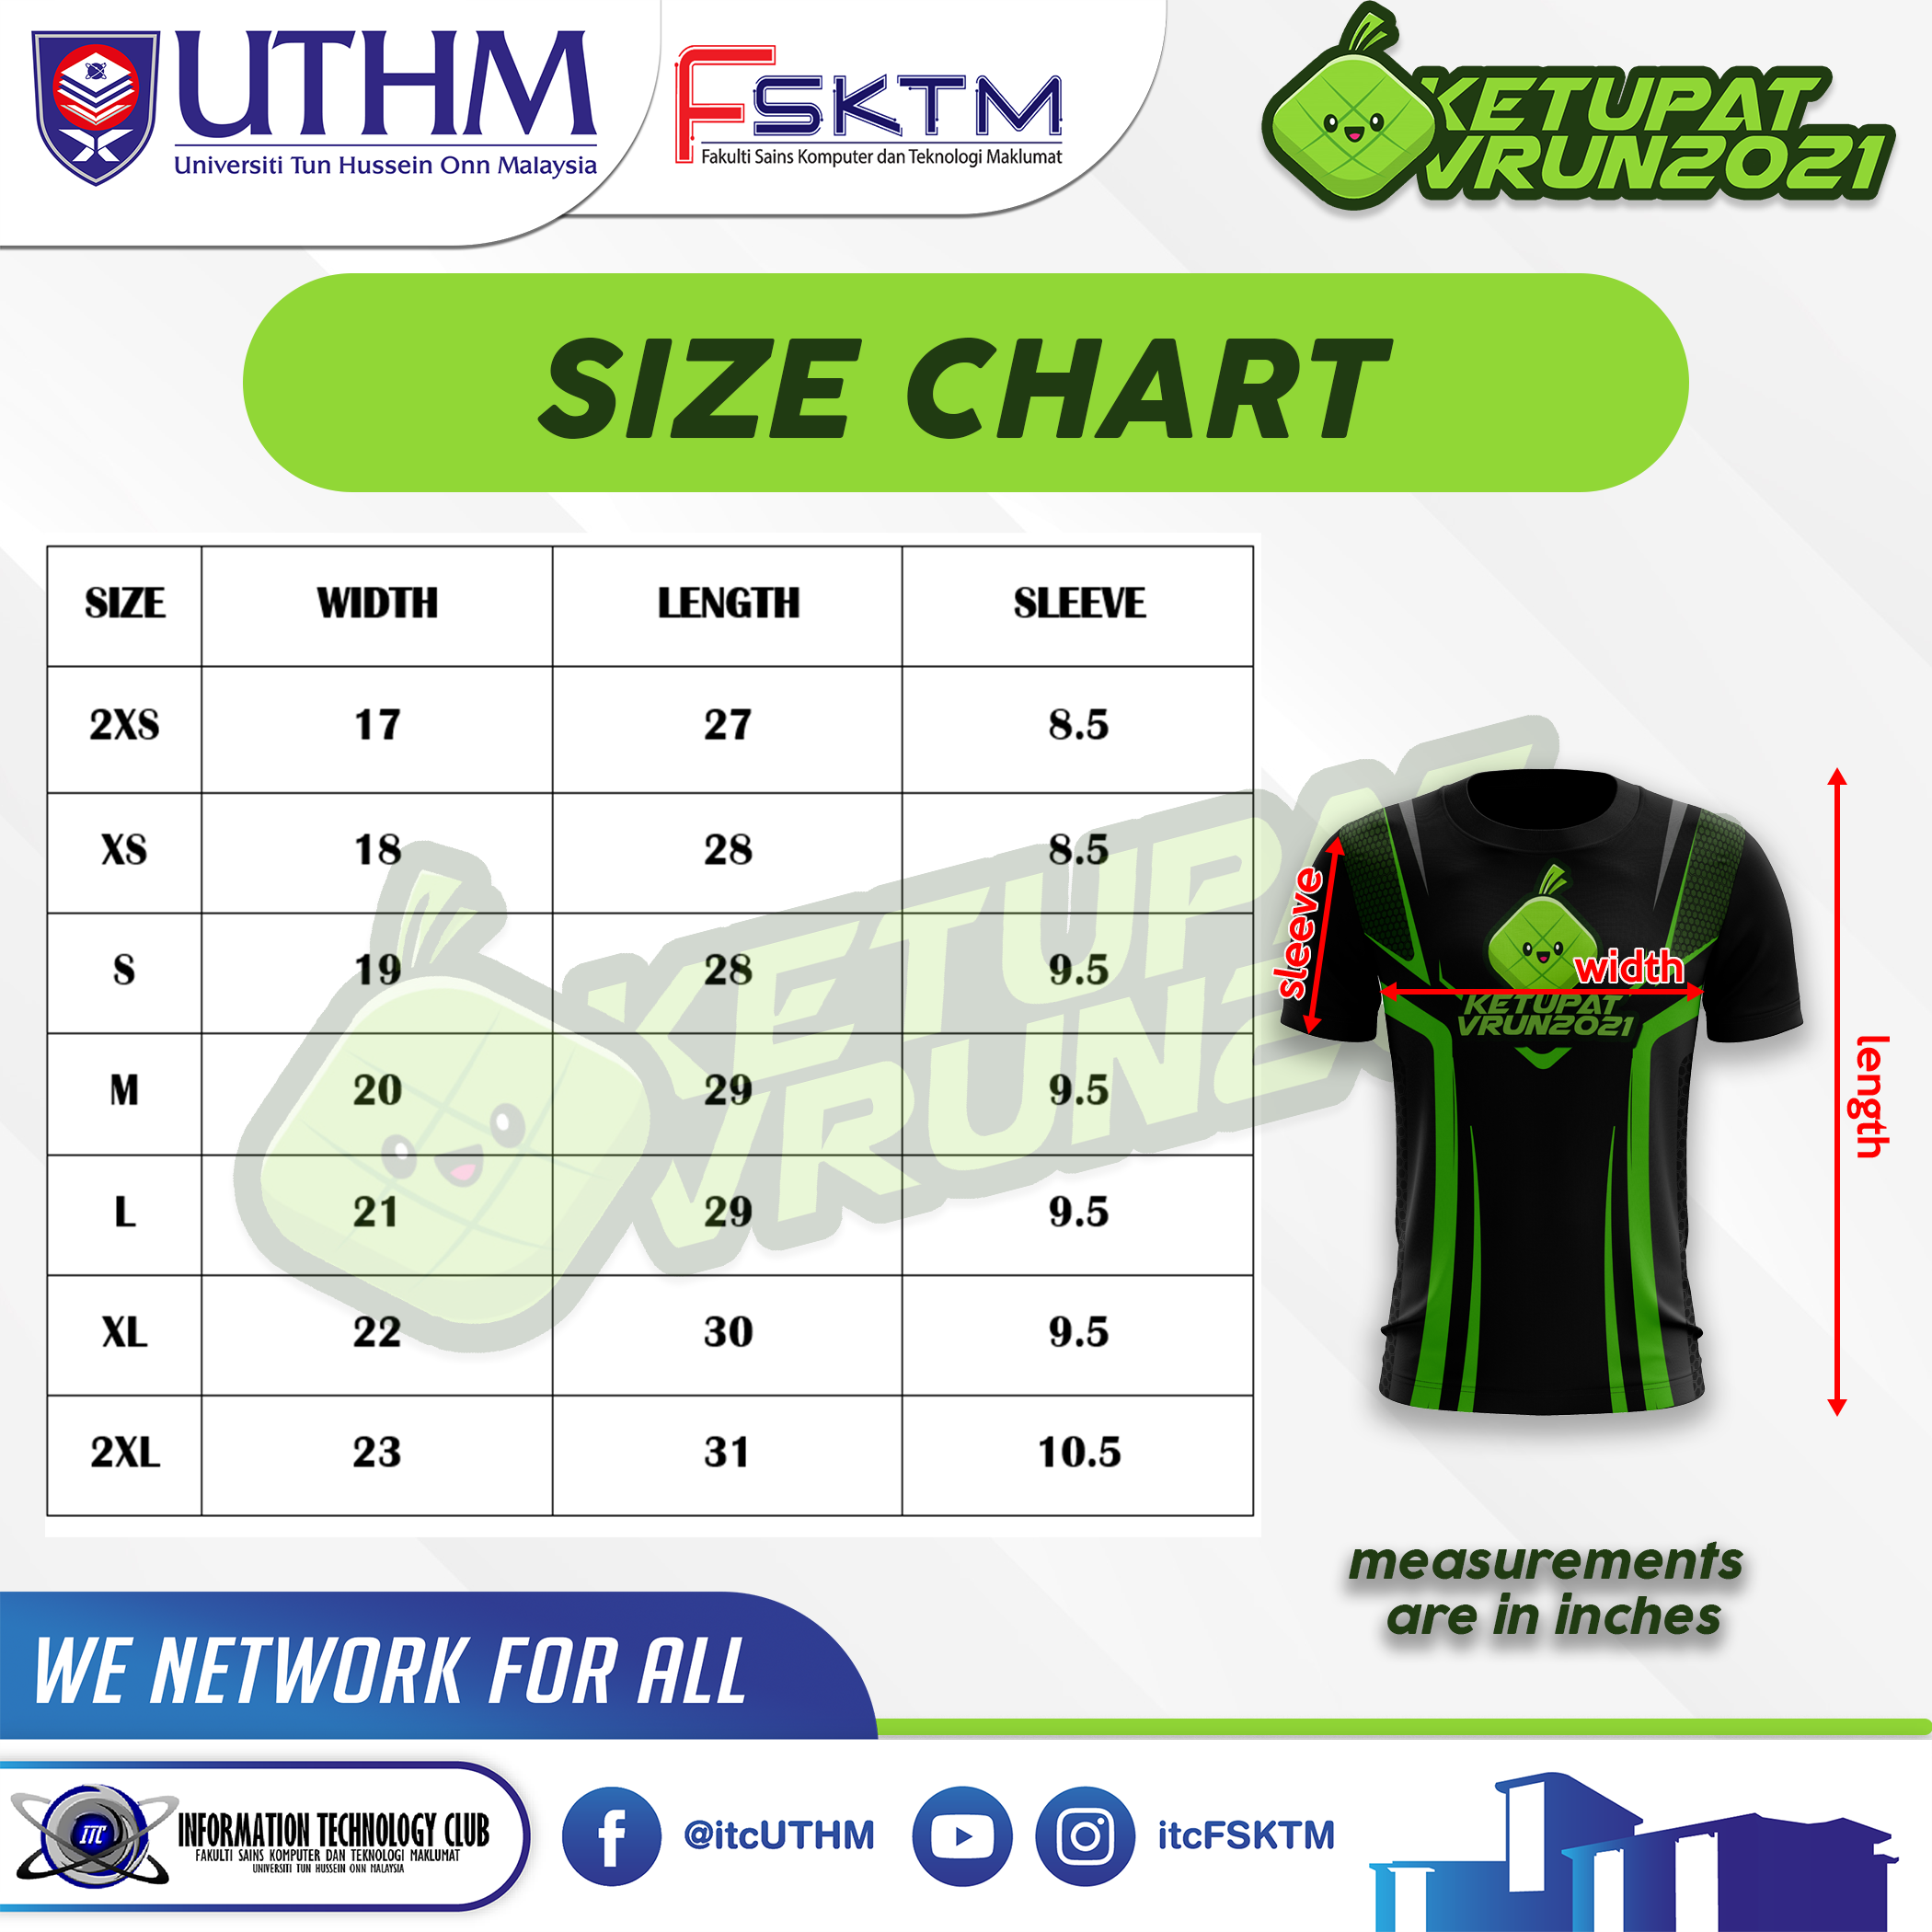 UTHM
Universiti Tun Hussein Onn Malaysia
FSKTM
Fakulti Sains Komputer dan Teknologi Maklumat
KETUPAT
VRUN2021
SIZE CHART
SIZE WIDTH LENGTH SLEEVE
2XS 17 27 8.5
XS 18 28 8.5
S 19 28 9.5
M 20 29 9.5
L 21 29 9.5
XL 22 30 9.5
2XL 23 31 10.5
KETUPAT
VRUN2
sleeve
width
KETUPAT
VRUN2021
length
measurements
are in inches
WE NETWORK FOR ALL
ITC
INFORMATION TECHNOLOGY CLUB
FAKULTI SAINS KOMPUTER DAN TEKNOLOGI MAKLUMAT
UNIVERSITI TUN HUSSEIN ONN MALAYSIA
@itcUTHM
itcFSKTM